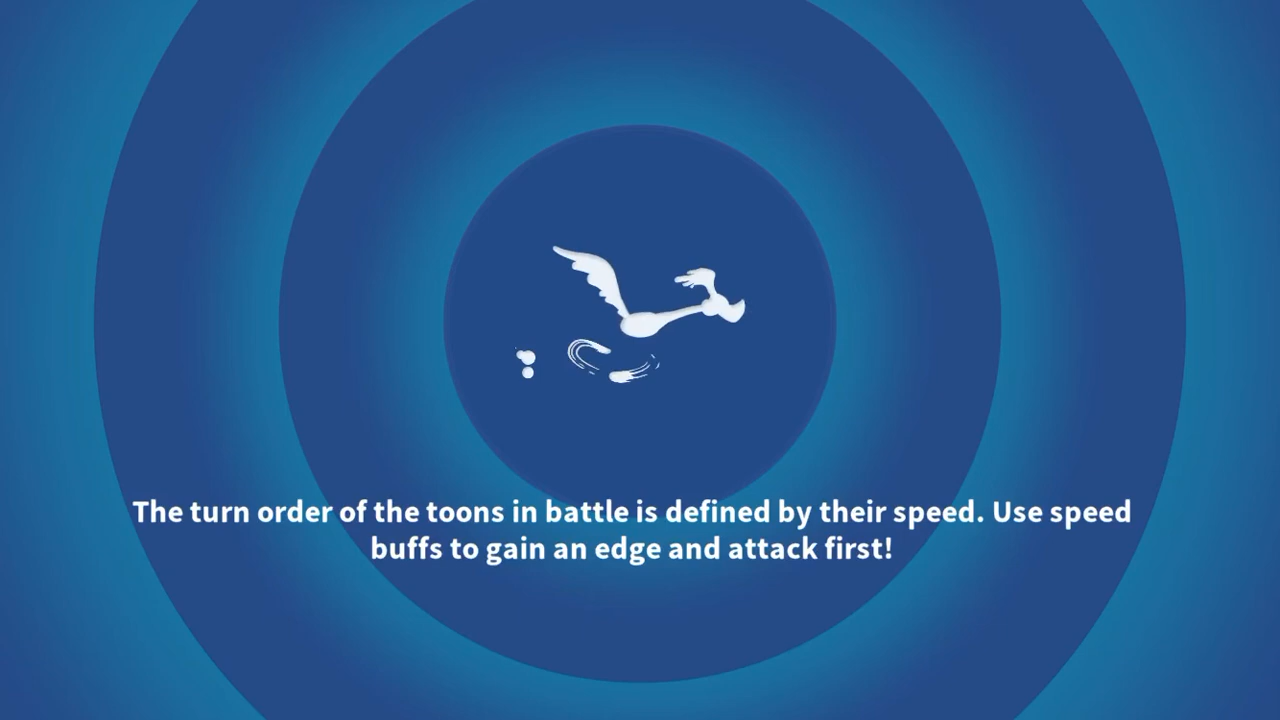 The turn order of the toons in battle is defined by their speed. Use speed
buffs to gain an edge and attack first!